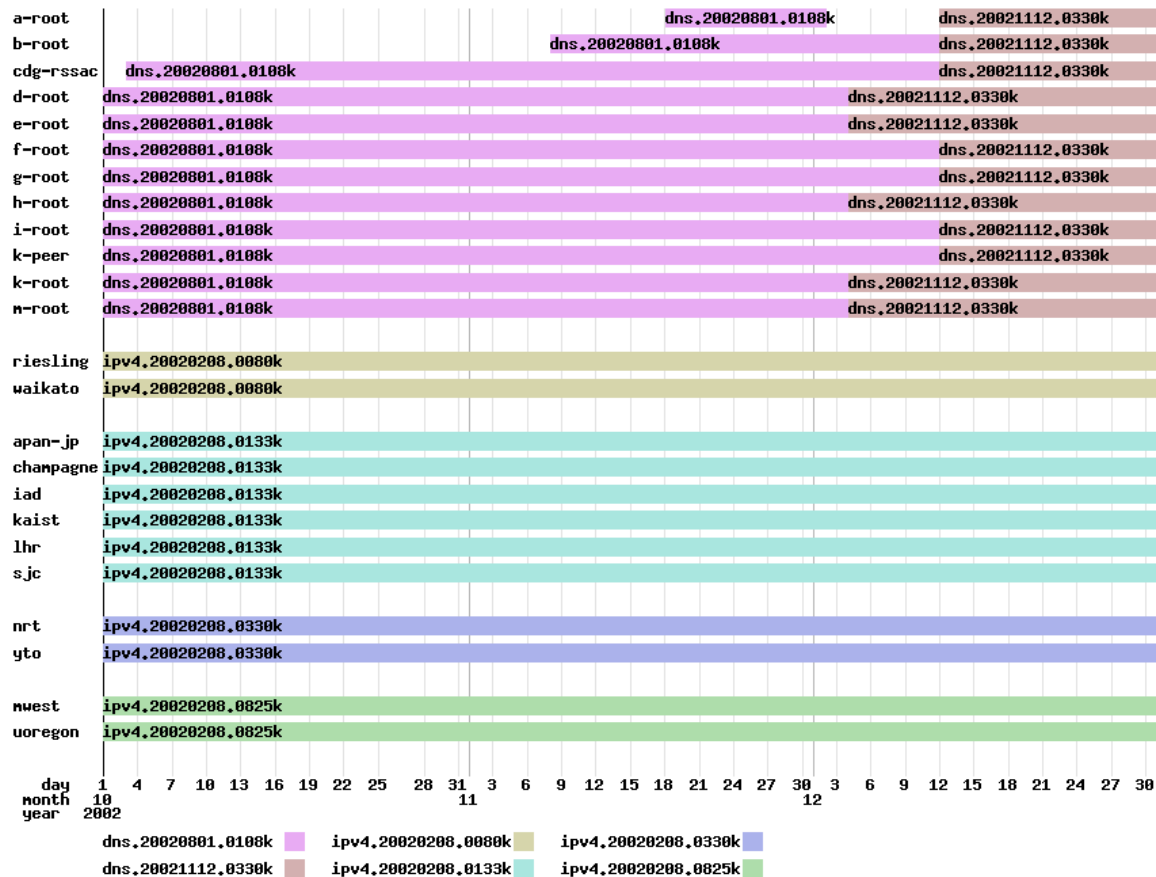 a-root dns.20020801.0108k dns.20021112.0330k
b-root dns.20020801.0108k dns.20021112.0330k
cdg-rssac dns.20020801.0108k dns.20021112.0330k
d-root dns.20020801.0108k dns.20021112.0330k
e-root dns.20020801.0108k dns.20021112.0330k
f-root dns.20020801.0108k dns.20021112.0330k
g-root dns.20020801.0108k dns.20021112.0330k
h-root dns.20020801.0108k dns.20021112.0330k
i-root dns.20020801.0108k dns.20021112.0330k
k-peer dns.20020801.0108k dns.20021112.0330k
k-root dns.20020801.0108k dns.20021112.0330k
m-root dns.20020801.0108k dns.20021112.0330k
riesling ipv4.20020208.0080k
waikato ipv4.20020208.0080k
apan-jp ipv4.20020208.0133k
champagne ipv4.20020208.0133k
iad ipv4.20020208.0133k
kaist ipv4.20020208.0133k
lhr ipv4.20020208.0133k
sjc ipv4.20020208.0133k
nrt ipv4.20020208.0330k
yto ipv4.20020208.0330k
mwest ipv4.20020208.0825k
uoregon ipv4.20020208.0825k
day 1 4 7 10 13 16 19 22 25 28 31 3 6 9 12 15 18 21 24 27 30 3 6 9 12 15 18 21 24 27 30
month 10 11 12
year 2002
dns.20020801.0108k ipv4.20020208.0080k ipv4.20020208.0330k
dns.20021112.0330k ipv4.20020208.0133k ipv4.20020208.0825k